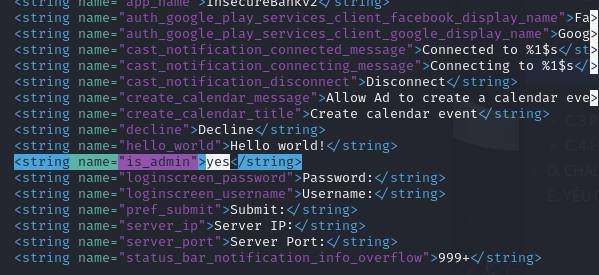 <string name="app_name">InsecureBankv2</string>
<string name="auth_google_play_services_client_facebook_display_name">Fa>
<string name="auth_google_play_services_client_google_display_name">Goog>
<string name="cast_notification_connected_message">Connected to %1$s</st>
<string name="cast_notification_connecting_message">Connecting to %1$s</>
<string name="cast_notification_disconnect">Disconnect</string>
<string name="create_calendar_message">Allow Ad to create a calendar eve>
<string name="create_calendar_title">Create calendar event</string>
<string name="decline">Decline</string>
<string name="hello_world">Hello world!</string>
<string name="is_admin">yes</string>
<string name="loginscreen_password">Password:</string>
<string name="loginscreen_username">Username:</string>
<string name="pref_submit">Submit:</string>
<string name="server_ip">Server IP:</string>
<string name="server_port">Server Port:</string>
<string name="status_bar_notification_info_overflow">999+</string>